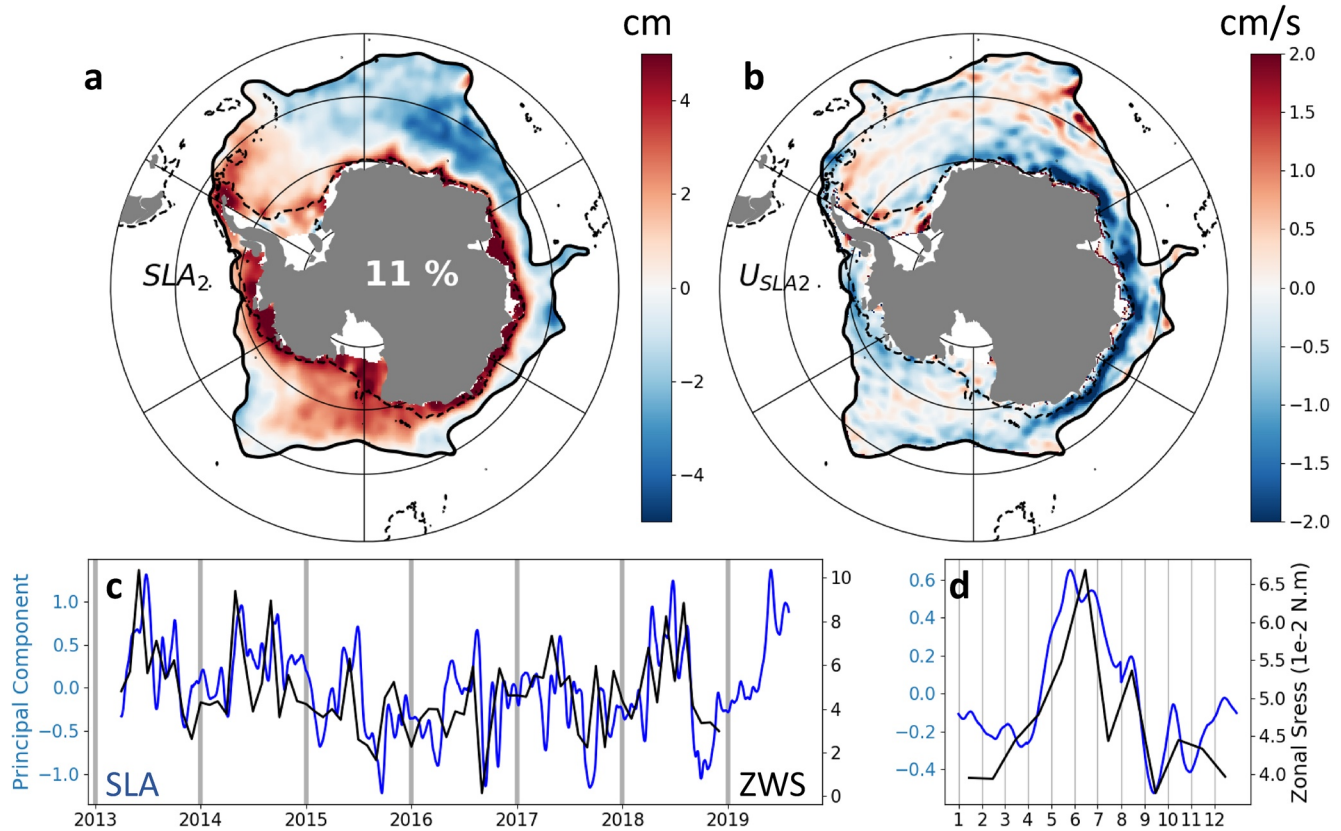 cm
cm/s
a
b
4
2
0
−2
−4
2.0
1.5
1.0
0.5
0.0
−0.5
−1.0
−1.5
−2.0
SLA2
11 %
USLA2
c
d
Principal Component
1.0
0.5
0.0
−0.5
−1.0
10
8
6
4
2
0
SLA
ZWS
2013 2014 2015 2016 2017 2018 2019
0.6
0.4
0.2
0.0
−0.2
−0.4
6.5
6.0
5.5
5.0
4.5
4.0
Zonal Sress (1e-2 N.m)
1 2 3 4 5 6 7 8 9 10 11 12